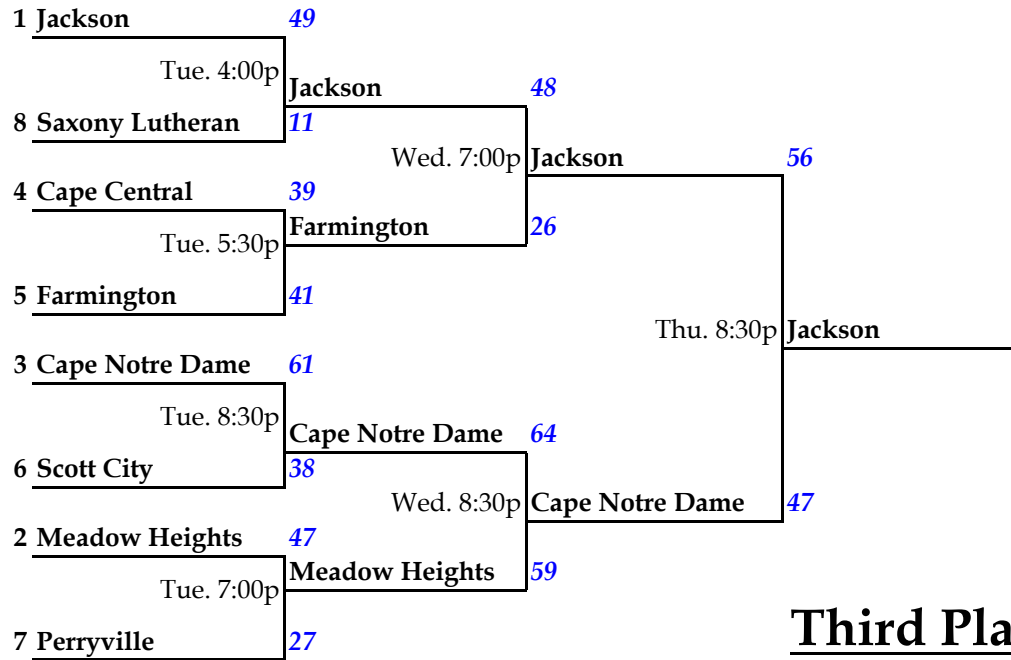 1 Jackson 49
Tue. 4:00p
Jackson 48
8 Saxony Lutheran 11
Wed. 7:00p Jackson 56
4 Cape Central 39
Farmington 26
Tue. 5:30p
5 Farmington 41
Thu. 8:30p Jackson
3 Cape Notre Dame 61
Tue. 8:30p
Cape Notre Dame 64
6 Scott City 38
Wed. 8:30p Cape Notre Dame 47
2 Meadow Heights 47
Meadow Heights 59
Tue. 7:00p
Third Pla
7 Perryville 27